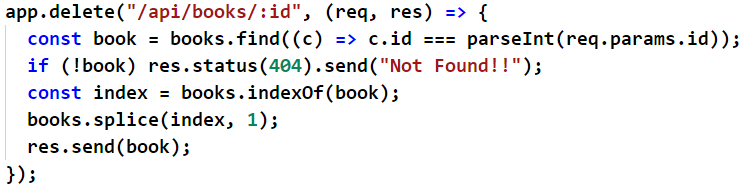 app.delete("/api/books/:id", (req, res) => {
  const book = books.find((c) => c.id === parseInt(req.params.id));
  if (!book) res.status(404).send("Not Found!!");
  const index = books.indexOf(book);
  books.splice(index, 1);
  res.send(book);
});